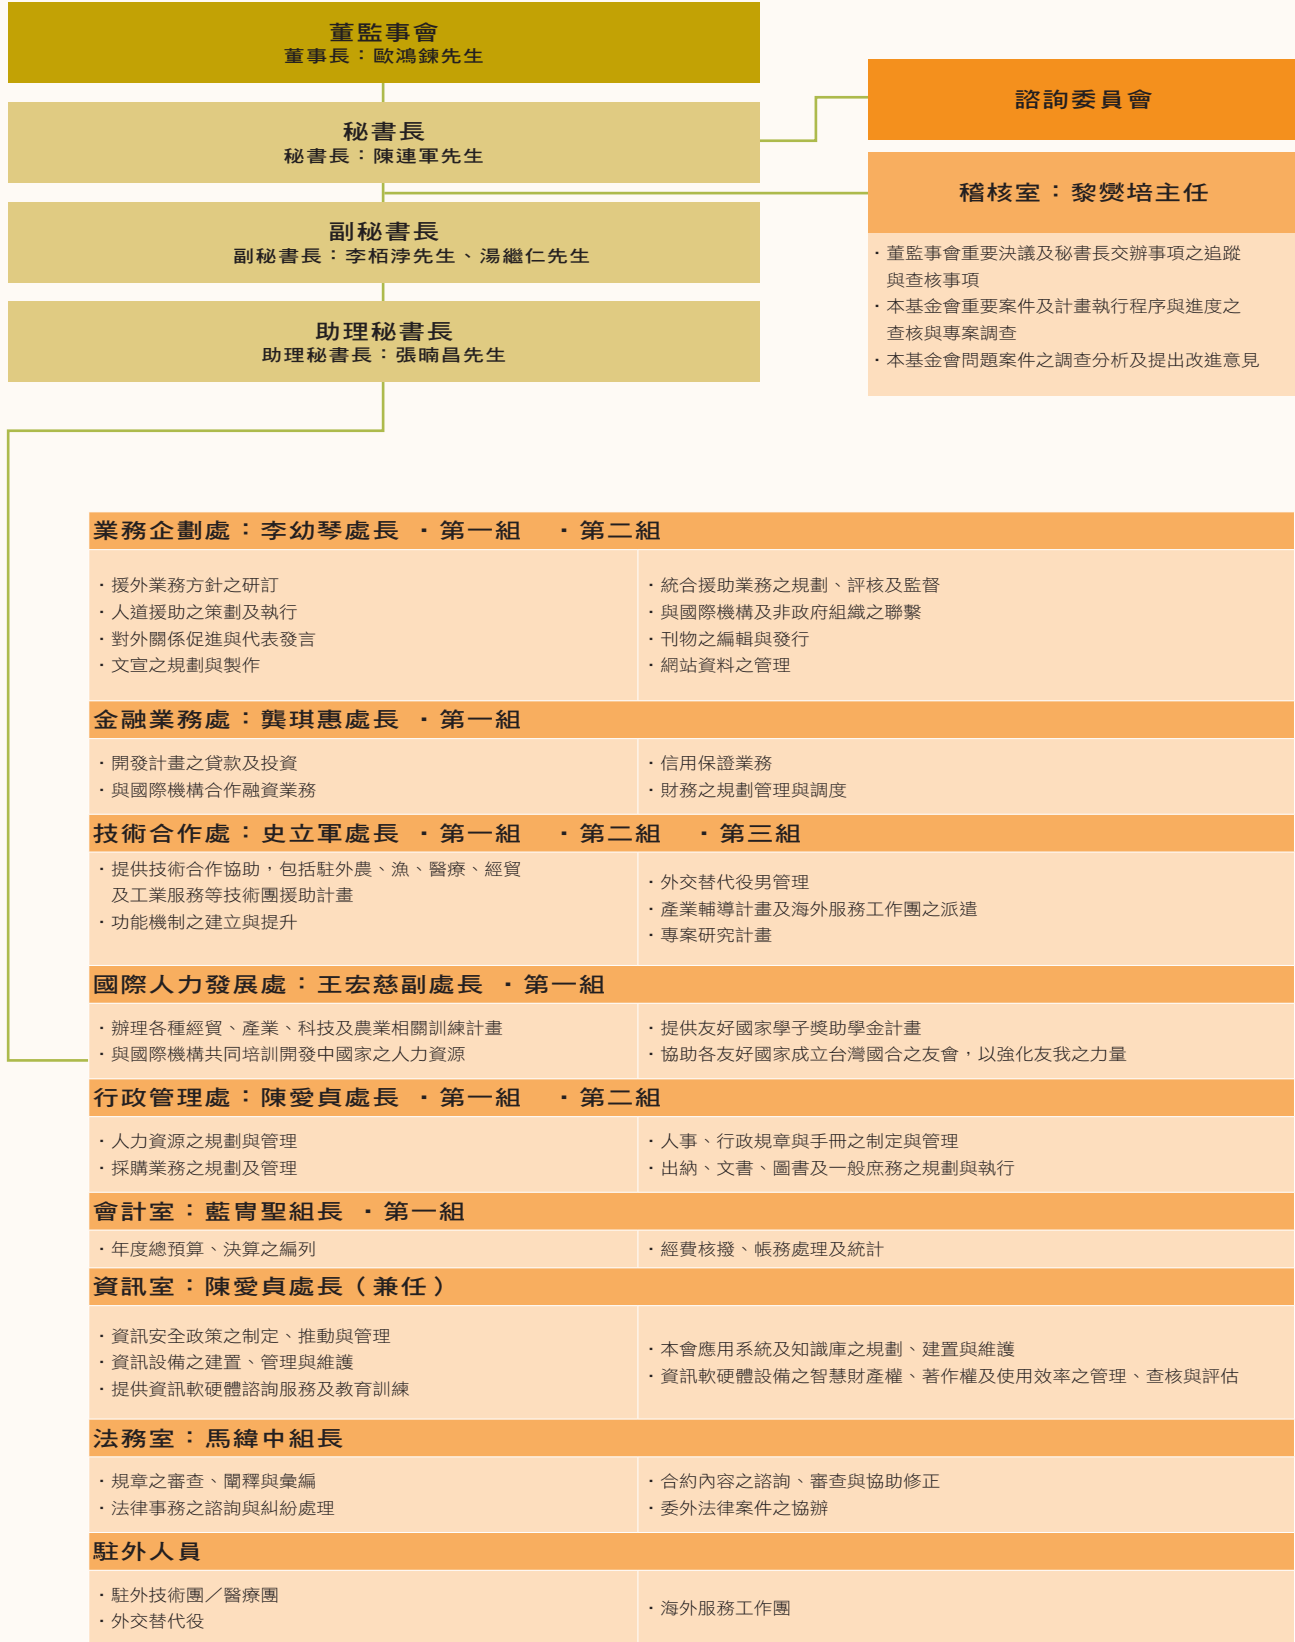 董監事會
董事長：歐鴻鍊先生
秘書長
秘書長：陳連軍先生
副秘書長
副秘書長：李栢浡先生、湯繼仁先生
助理秘書長
助理秘書長：張喃昌先生
諮詢委員會
稽核室：黎爕培主任
・董監事會重要決議及秘書長交辦事項之追蹤
與查核事項
・本基金會重要案件及計畫執行程序與進度之
查核與專案調查
・本基金會問題案件之調查分析及提出改進意見
業務企劃處：李幼琴處長 ・第一組 ・第二組
・援外業務方針之研訂
・人道援助之策劃及執行
・對外關係促進與代表發言
・文宣之規劃與製作
・統合援助業務之規劃、評核及監督
・與國際機構及非政府組織之聯繫
・刊物之編輯與發行
・網站資料之管理
金融業務處：龔琪惠處長 ・第一組
・開發計畫之貸款及投資
・與國際機構合作融資業務
・信用保證業務
・財務之規劃管理與調度
技術合作處：史立軍處長 ・第一組 ・第二組 ・第三組
・提供技術合作協助，包括駐外農、漁、醫療、經貿
及工業服務等技術團援助計畫
・功能機制之建立與提升
・外交替代役男管理
・產業輔導計畫及海外服務工作團之派遣
・專案研究計畫
國際人力發展處：王宏慈副處長 ・第一組
・辦理各種經貿、產業、科技及農業相關訓練計畫
・與國際機構共同培訓開發中國家之人力資源
・提供友好國家學子獎助學金計畫
・協助各友好國家成立台灣國合之友會，以強化友我之力量
行政管理處：陳愛貞處長 ・第一組 ・第二組
・人力資源之規劃與管理
・採購業務之規劃及管理
・人事、行政規章與手冊之制定與管理
・出納、文書、圖書及一般庶務之規劃與執行
會計室：藍冑聖組長 ・第一組
・年度總預算、決算之編列
・經費核撥、帳務處理及統計
資訊室：陳愛貞處長（兼任）
・資訊安全政策之制定、推動與管理
・資訊設備之建置、管理與維護
・提供資訊軟硬體諮詢服務及教育訓練
・本會應用系統及知識庫之規劃、建置與維護
・資訊軟硬體設備之智慧財產權、著作權及使用效率之管理、查核與評估
法務室：馬緯中組長
・規章之審查、闡釋與彙編
・法律事務之諮詢與糾紛處理
・合約內容之諮詢、審查與協助修正
・委外法律案件之協辦
駐外人員
・駐外技術團／醫療團
・外交替代役
・海外服務工作團